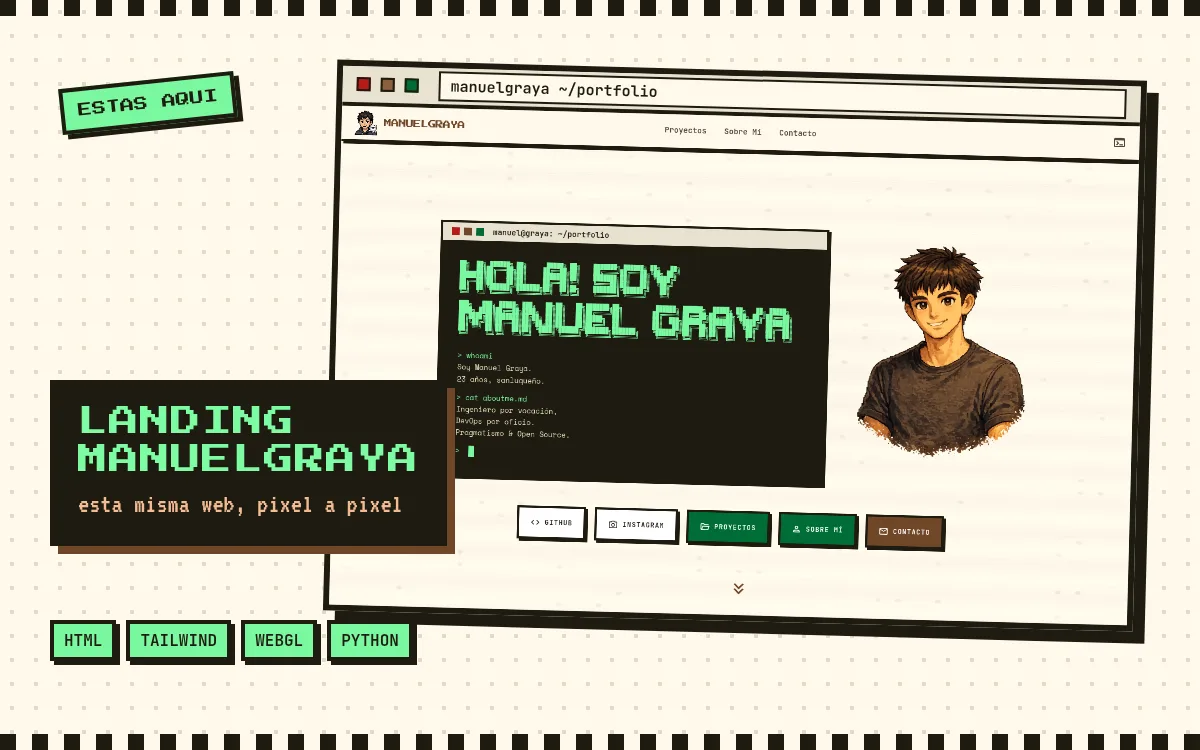 ESTAS AQUI
manuelgraya ~/portfolio
MANUELGRAYA
Proyectos Sobre Mí Contacto
manuel@graya: ~/portfolio
HOLA! SOY
MANUEL GRAYA
> whoami
Soy Manuel Graya.
23 años, sanluqueño.
> cat aboutme.md
Ingeniero por vocación,
DevOps por oficio.
Pragmatismo & Open Source.
>
GITHUB INSTAGRAM PROYECTOS SOBRE MÍ CONTACTO
LANDING
MANUELGRAYA
esta misma web, pixel a pixel
HTML TAILWIND WEBGL PYTHON